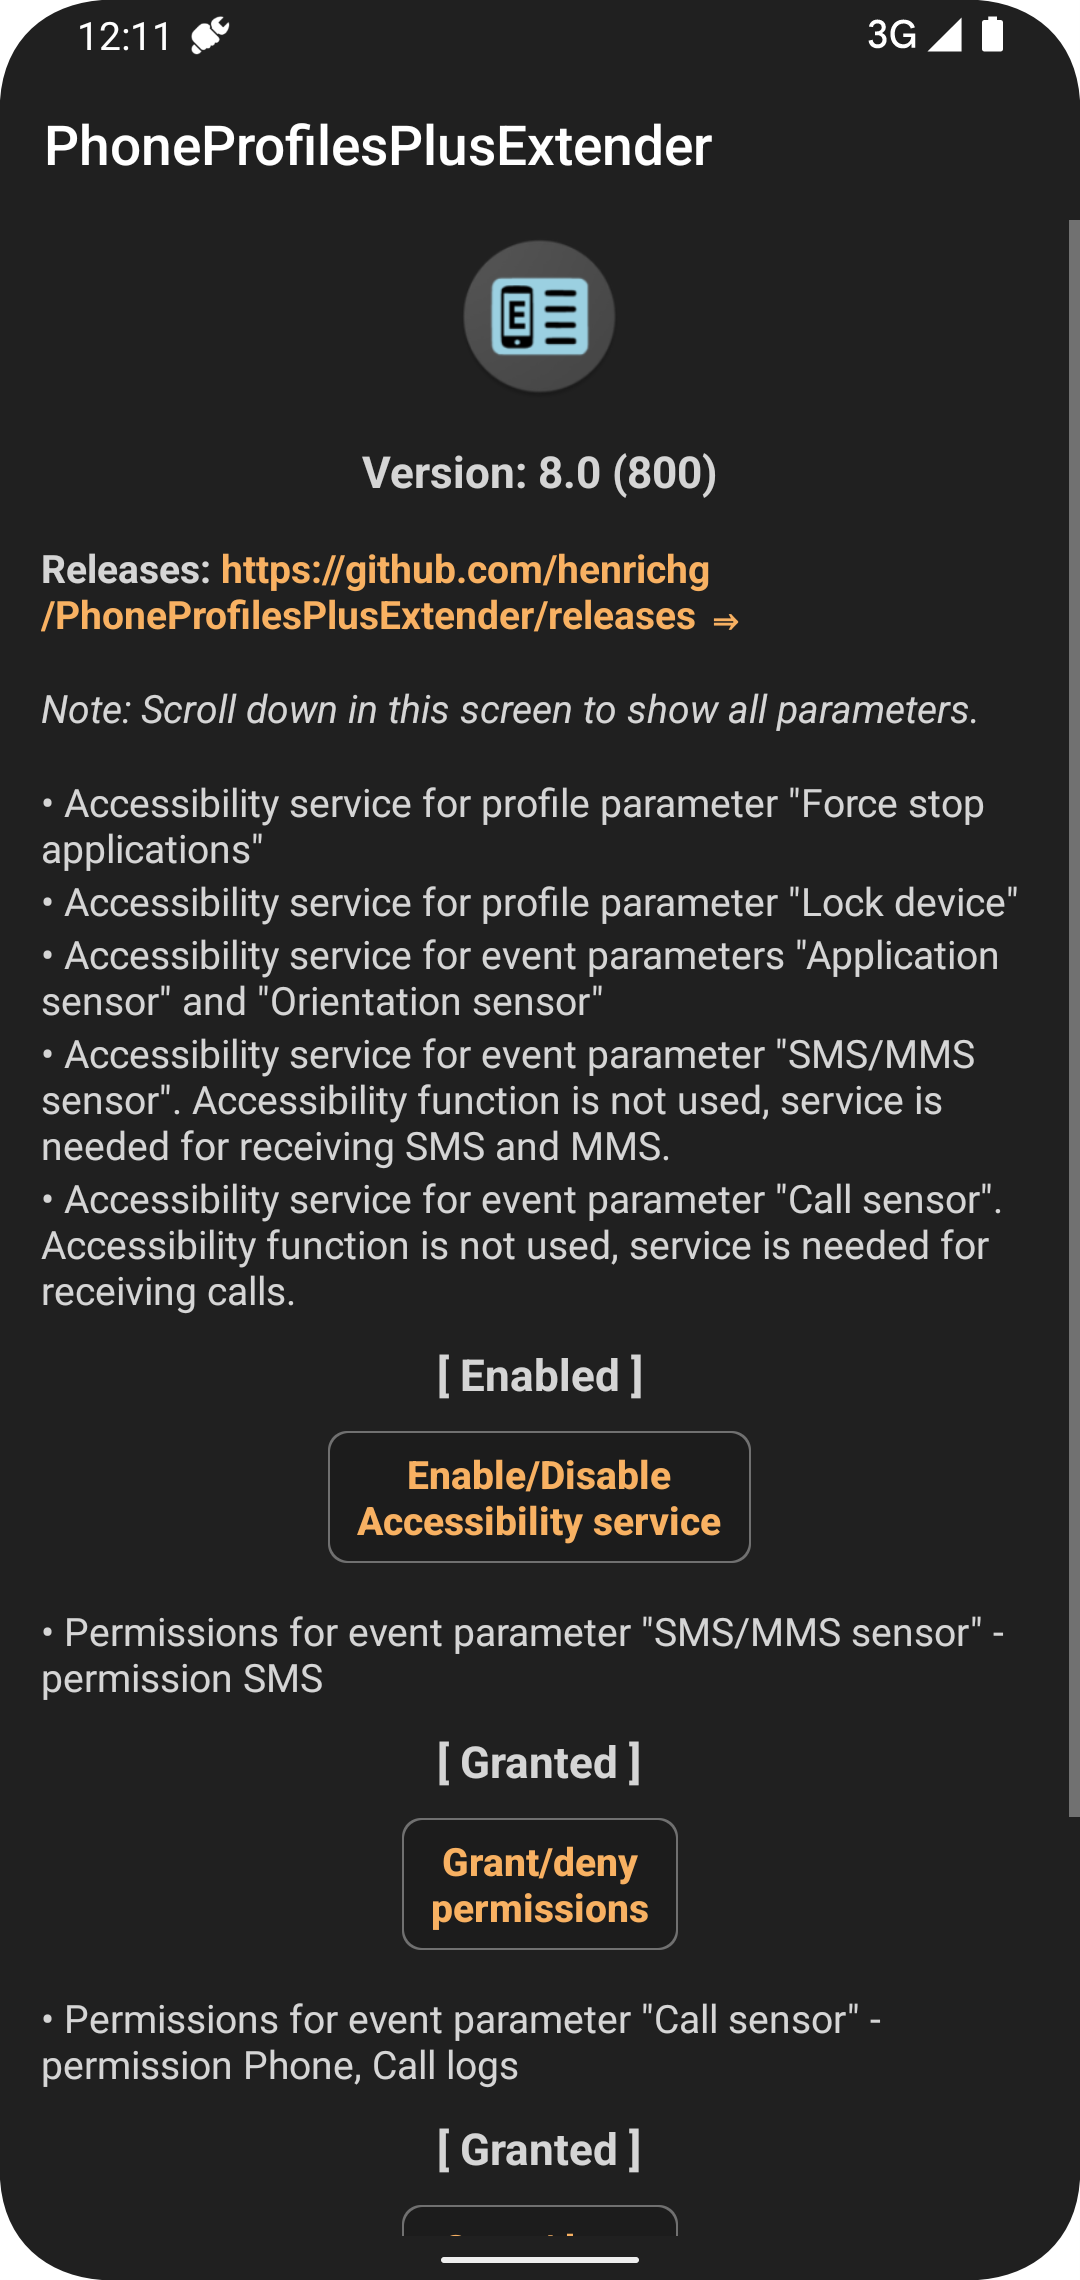 12:11
3G
PhoneProfilesPlusExtender
E
Version: 8.0 (800)
Releases: https://github.com/henrichg
/PhoneProfilesPlusExtender/releases ⇒
Note: Scroll down in this screen to show all parameters.
• Accessibility service for profile parameter "Force stop
applications"
• Accessibility service for profile parameter "Lock device"
• Accessibility service for event parameters "Application
sensor" and "Orientation sensor"
• Accessibility service for event parameter "SMS/MMS
sensor". Accessibility function is not used, service is
needed for receiving SMS and MMS.
• Accessibility service for event parameter "Call sensor".
Accessibility function is not used, service is needed for
receiving calls.
[ Enabled ]
Enable/Disable
Accessibility service
• Permissions for event parameter "SMS/MMS sensor" -
permission SMS
[ Granted ]
Grant/deny
permissions
• Permissions for event parameter "Call sensor" -
permission Phone, Call logs
[ Granted ]